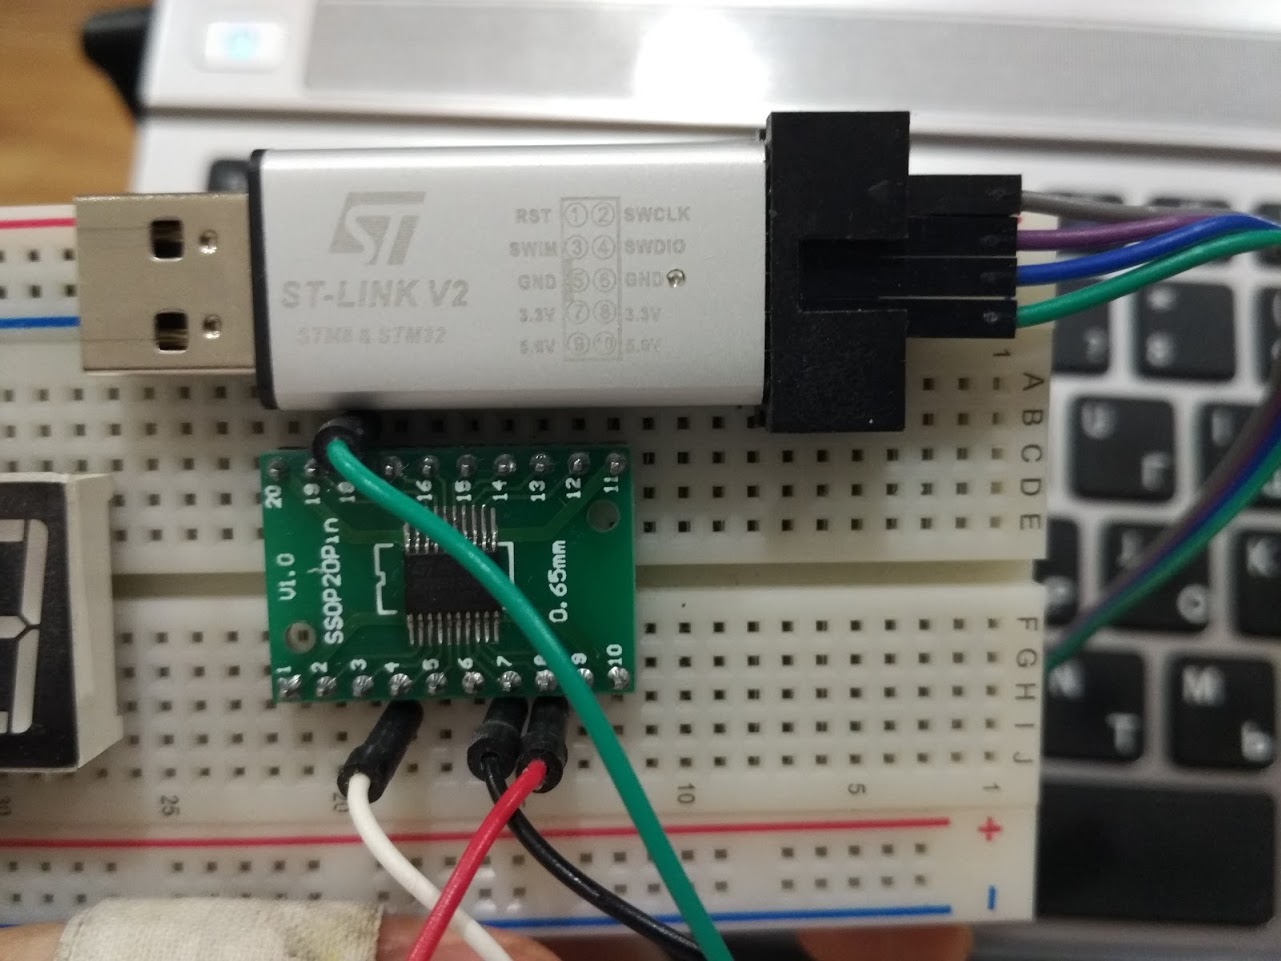 ST
ST-LINK V2
STM8 & STM32
RST 1 2 SWCLK
SWIM 3 4 SWDIO
GND 5 6 GND
3.3V 7 8 3.3V
5.0V 9 10 5.0V
1
A
B
C
D
E
20 19 18 16 15 14 13 12 11
V1.0
SSOP20Pin
0.65mm
1 2 3 4 5 6 7 8 9 10
F
G
H
I
J
25 20 10 5 1
+
-
N
M
Ь